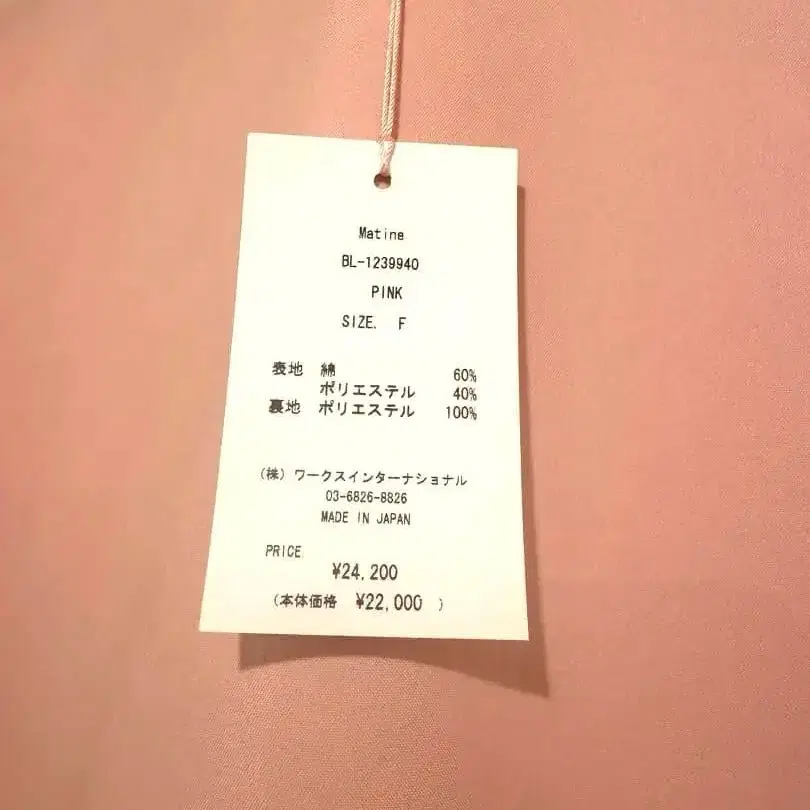 Matine
BL-1239940
PINK
SIZE. F
表地 綿 60%
ポリエステル 40%
裏地 ポリエステル 100%
(株)ワークスインターナショナル
03-6826-8826
MADE IN JAPAN
PRICE
¥24,200
(本体価格 ¥22,000 )